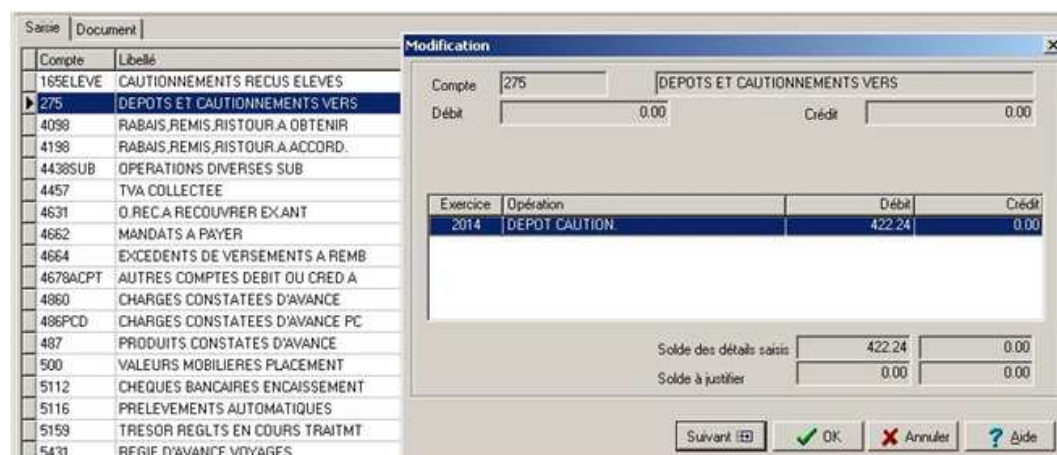 Saisie Document
Compte Libellé
165ELEVE CAUTIONNEMENTS RECUS ELEVES
275 DEPOTS ET CAUTIONNEMENTS VERS
4098 RABAIS,REMIS,RISTOUR.A OBTENIR
4198 RABAIS,REMIS,RISTOUR.A.ACCORD.
4438SUB OPERATIONS DIVERSES SUB
4457 TVA COLLECTEE
4631 O.REC.A RECOUVRER EX.ANT
4662 MANDATS A PAYER
4664 EXCEDENTS DE VERSEMENTS A REMB
4678ACPT AUTRES COMPTES DEBIT OU CRED A
4860 CHARGES CONSTATEES D'AVANCE
486PCD CHARGES CONSTATEES D'AVANCE PC
487 PRODUITS CONSTATES D'AVANCE
500 VALEURS MOBILIERES PLACEMENT
5112 CHEQUES BANCAIRES ENCAISSEMENT
5116 PRELEVEMENTS AUTOMATIQUES
5159 TRESOR REGLTS EN COURS TRAITMT
5431 REGIE D'AVANCE VOYAGES
Modification
Compte 275 DEPOTS ET CAUTIONNEMENTS VERS
Débit 0.00 Crédit 0.00
Exercice Opération Débit Crédit
2014 DEPOT CAUTION. 422.24 0.00
Solde des détails saisis 422.24 0.00
Solde à justifier 0.00 0.00
Suivant OK Annuler ? Aide